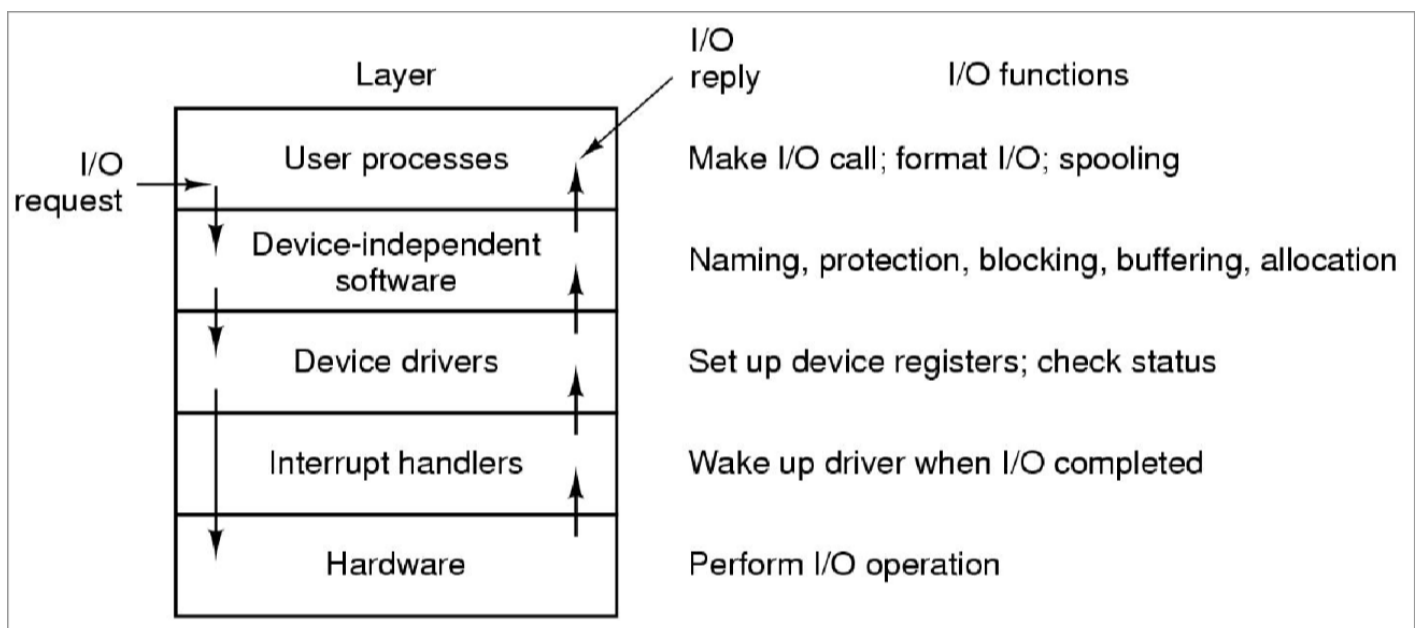 I/O
reply
Layer
I/O functions
I/O
request
User processes
Make I/O call; format I/O; spooling
Device-independent
software
Naming, protection, blocking, buffering, allocation
Device drivers
Set up device registers; check status
Interrupt handlers
Wake up driver when I/O completed
Hardware
Perform I/O operation